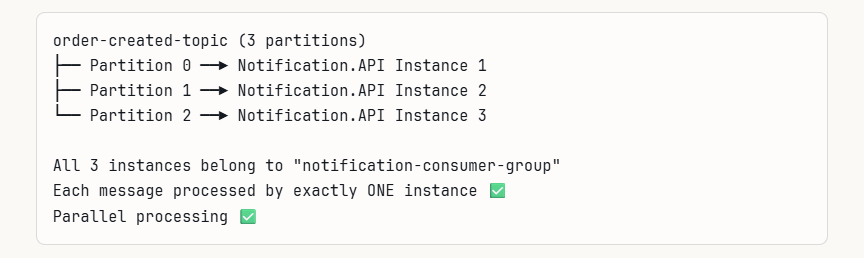 order-created-topic (3 partitions)
├── Partition 0 ──► Notification.API Instance 1
├── Partition 1 ──► Notification.API Instance 2
└── Partition 2 ──► Notification.API Instance 3

All 3 instances belong to "notification-consumer-group"
Each message processed by exactly ONE instance ✅
Parallel processing ✅